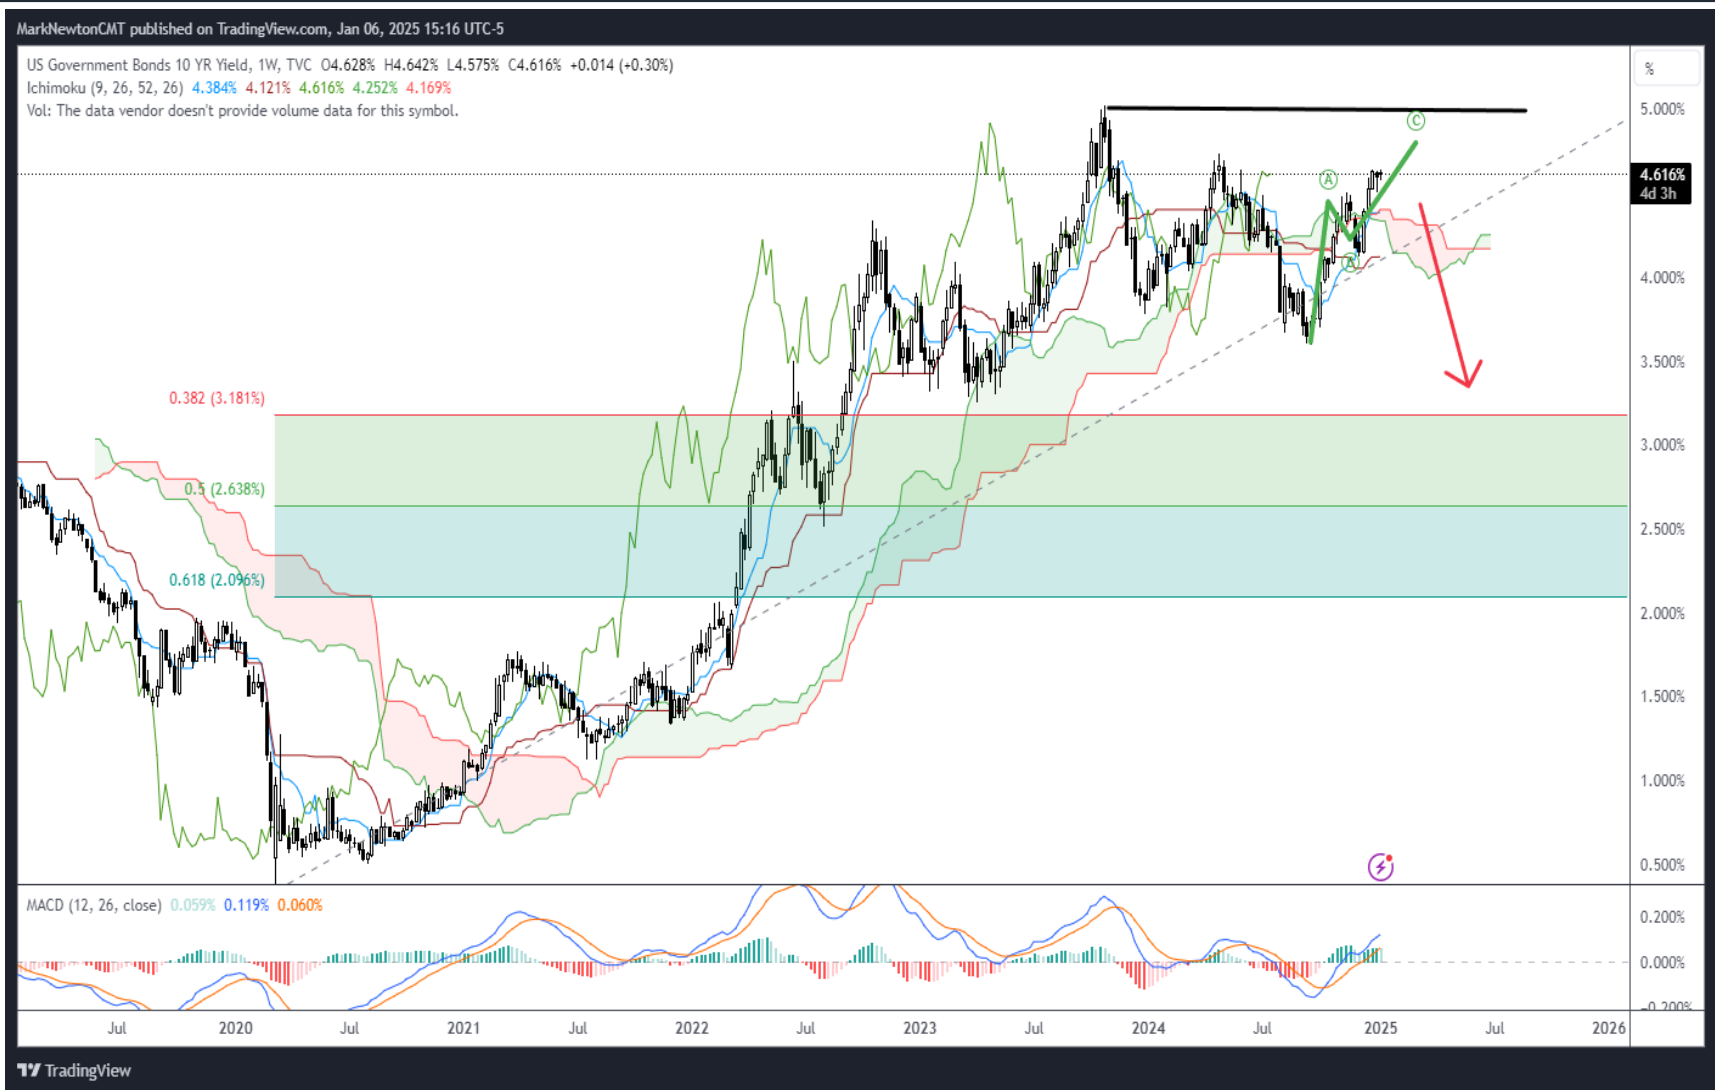 MarkNewtonCMT published on TradingView.com, Jan 06, 2025 15:16 UTC-5
US Government Bonds 10 YR Yield, 1W, TVC O4.628% H4.642% L4.575% C4.616% +0.014 (+0.30%)
Ichimoku (9, 26, 52, 26) 4.384% 4.121% 4.616% 4.252% 4.169%
Vol: The data vendor doesn't provide volume data for this symbol.
%
5.000%
C
4.616%
4d 3h
A
A
4.000%
3.500%
0.382 (3.181%)
3.000%
0.5 (2.638%)
2.500%
0.618 (2.096%)
2.000%
1.500%
1.000%
0.500%
MACD (12, 26, close) 0.059% 0.119% 0.060%
0.200%
0.000%
-0.200%
Jul 2020 Jul 2021 Jul 2022 Jul 2023 Jul 2024 Jul 2025 Jul 2026
TradingView